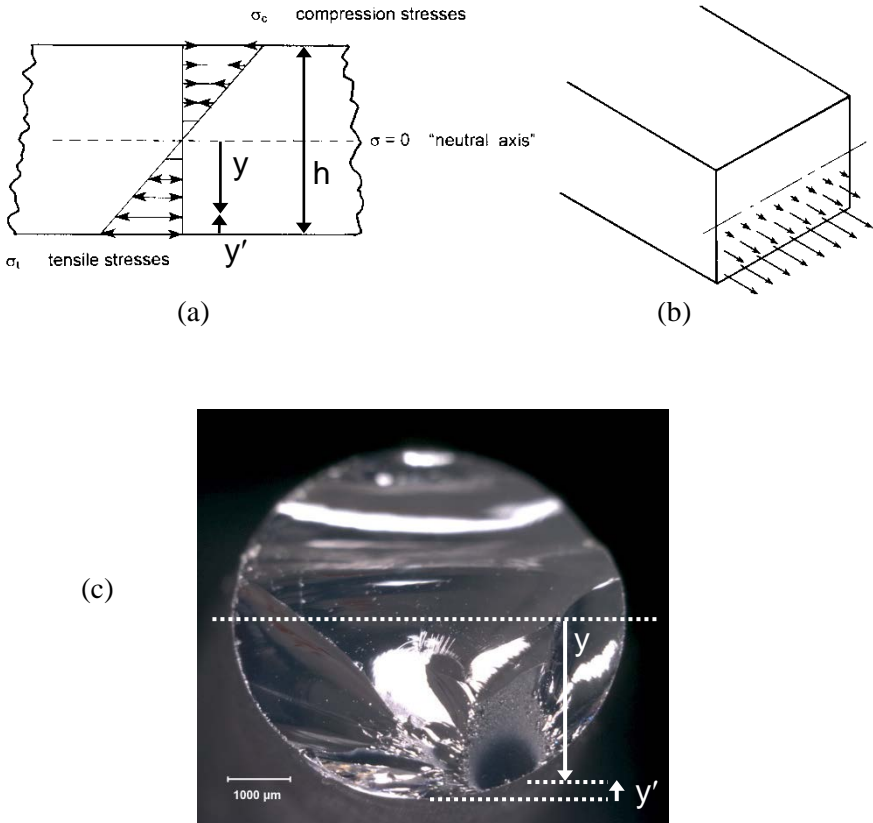 σc compression stresses
σ = 0 "neutral axis"
y
h
y'
σt tensile stresses
(a)
(b)
(c)
y
y'
1000 µm